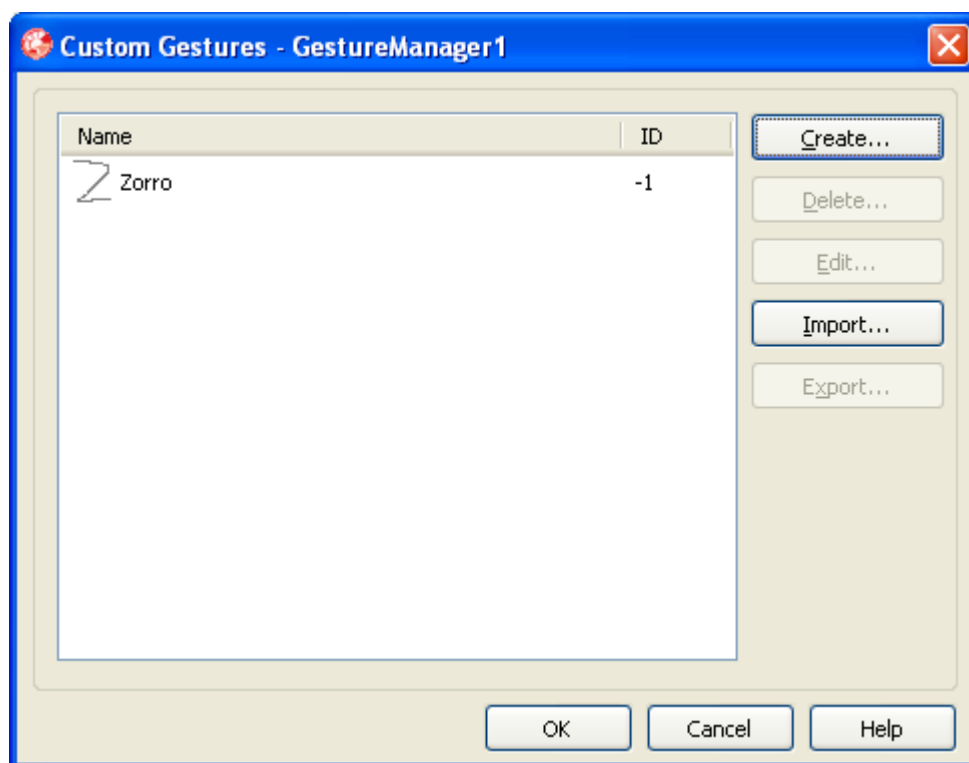 Custom Gestures - GestureManager1
Name ID
Zorro -1
Create...
Delete...
Edit...
Import...
Export...
OK Cancel Help